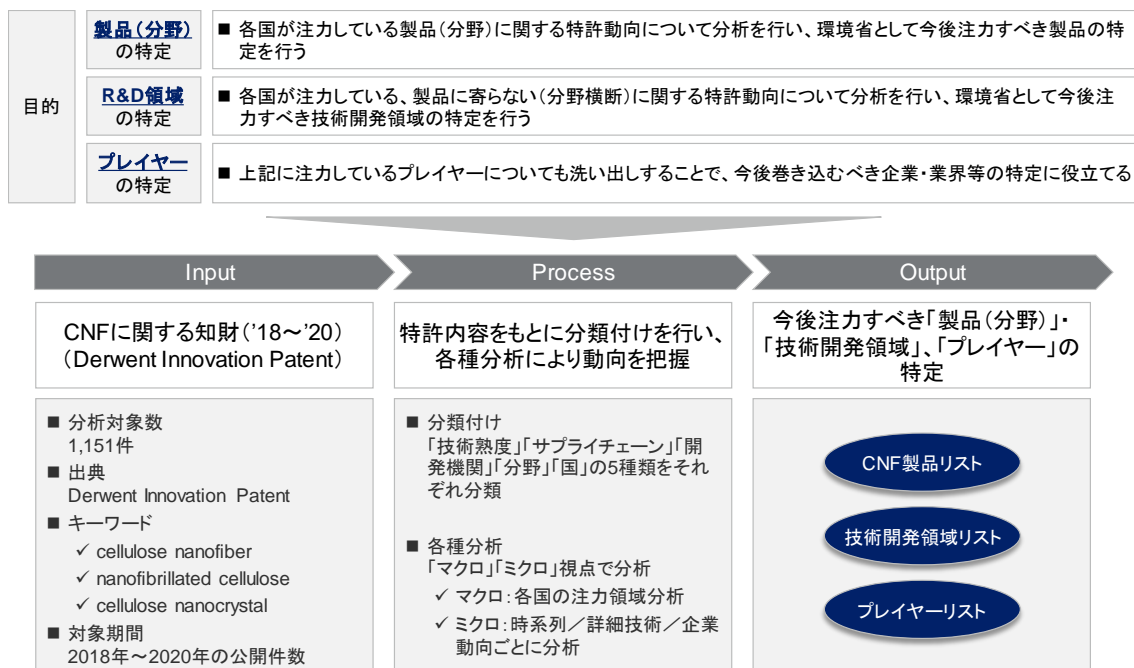 目的
製品(分野)
の特定
■ 各国が注力している製品(分野)に関する特許動向について分析を行い、環境省として今後注力すべき製品の特
定を行う
R&D領域
の特定
■ 各国が注力している、製品に寄らない(分野横断)に関する特許動向について分析を行い、環境省として今後注
力すべき技術開発領域の特定を行う
プレイヤー
の特定
■ 上記に注力しているプレイヤーについても洗い出しすることで、今後巻き込むべき企業・業界等の特定に役立てる
Input
CNFに関する知財('18～'20)
(Derwent Innovation Patent)
■ 分析対象数
1,151件
■ 出典
Derwent Innovation Patent
■ キーワード
✓ cellulose nanofiber
✓ nanofibrillated cellulose
✓ cellulose nanocrystal
■ 対象期間
2018年～2020年の公開件数
Process
特許内容をもとに分類付けを行い、
各種分析により動向を把握
■ 分類付け
「技術熟度」「サプライチェーン」「開
発機関」「分野」「国」の5種類をそれ
ぞれ分類
■ 各種分析
「マクロ」「ミクロ」視点で分析
✓ マクロ：各国の注力領域分析
✓ ミクロ：時系列／詳細技術／企業
動向ごとに分析
Output
今後注力すべき「製品(分野)」・
「技術開発領域」、「プレイヤー」の
特定
CNF製品リスト
技術開発領域リスト
プレイヤーリスト